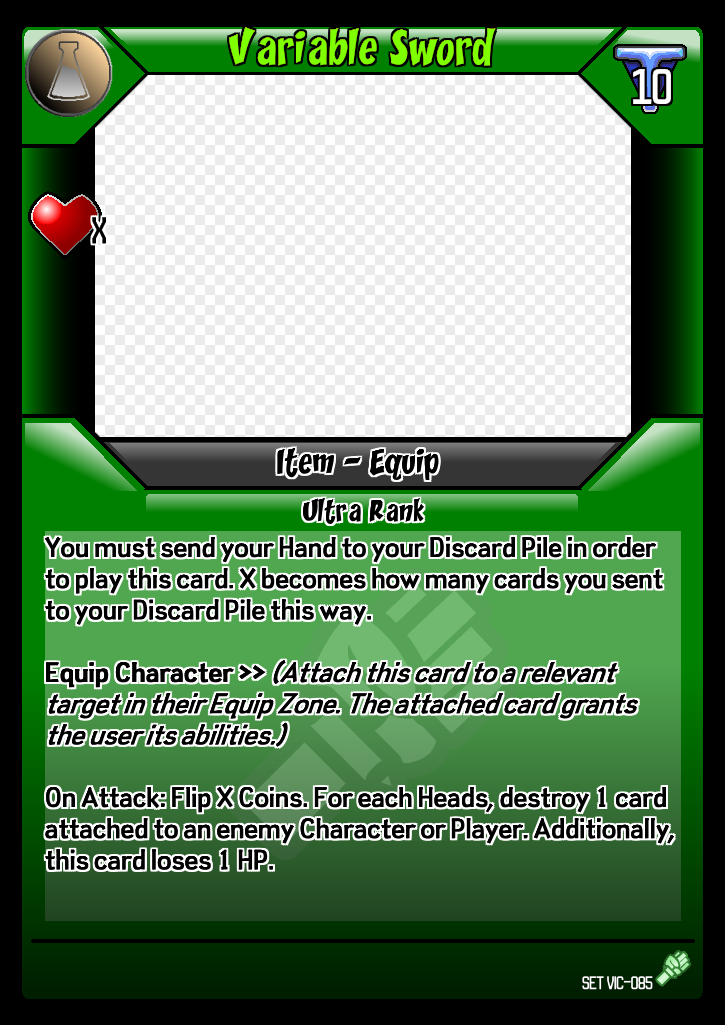 Variable Sword
10
X
Item - Equip
Ultra Rank
You must send your Hand to your Discard Pile in order
to play this card. X becomes how many cards you sent
to your Discard Pile this way.
Equip Character >> (Attach this card to a relevant
target in their Equip Zone. The attached card grants
the user its abilities.)
On Attack: Flip X Coins. For each Heads, destroy 1 card
attached to an enemy Character or Player. Additionally,
this card loses 1 HP.
SET VIC-085